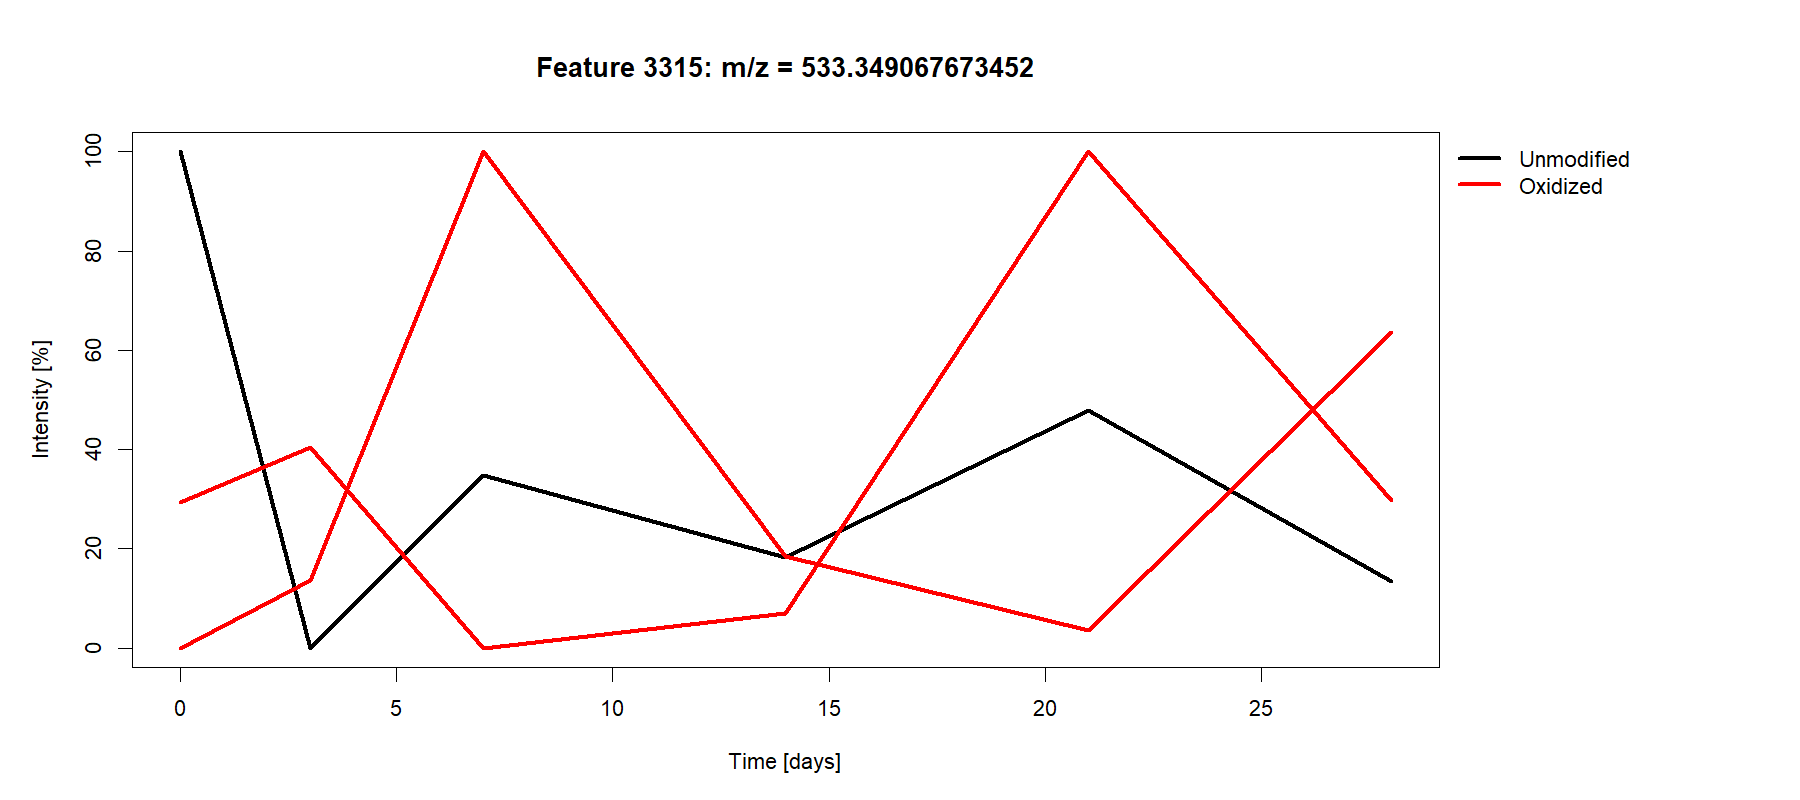 Feature 3315: m/z = 533.349067673452
Unmodified
Oxidized
Intensity [%]
100
80
60
40
20
0
0 5 10 15 20 25
Time [days]